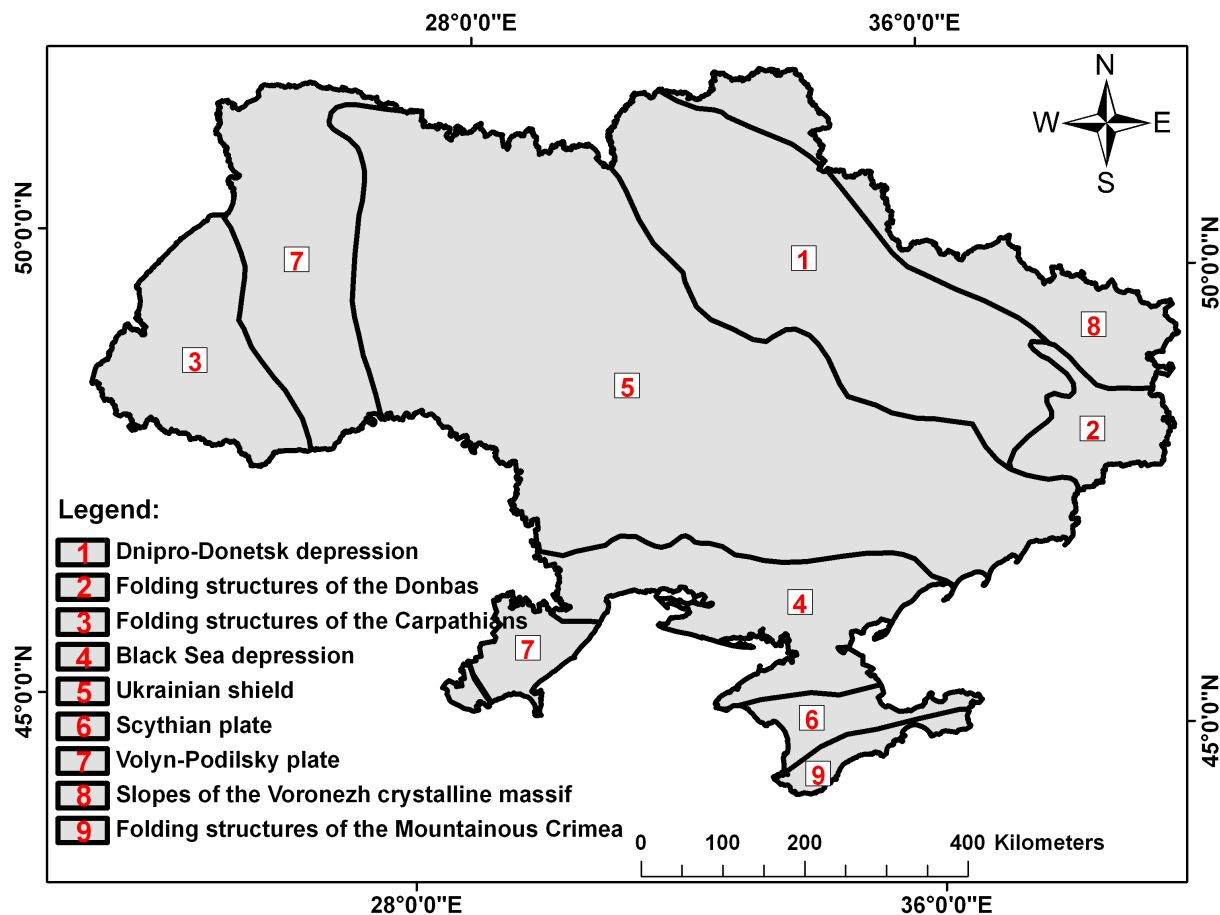 28°0'0"E 36°0'0"E
N
W E
S
50°0'0"N
50°0'0"N
7
1
8
3
5
2
Legend:
1 Dnipro-Donetsk depression
2 Folding structures of the Donbas
3 Folding structures of the Carpathians
4 Black Sea depression
5 Ukrainian shield
6 Scythian plate
7 Volyn-Podilsky plate
8 Slopes of the Voronezh crystalline massif
9 Folding structures of the Mountainous Crimea
4
7
6
9
45°0'0"N
45°0'0"N
0 100 200 400 Kilometers
28°0'0"E 36°0'0"E